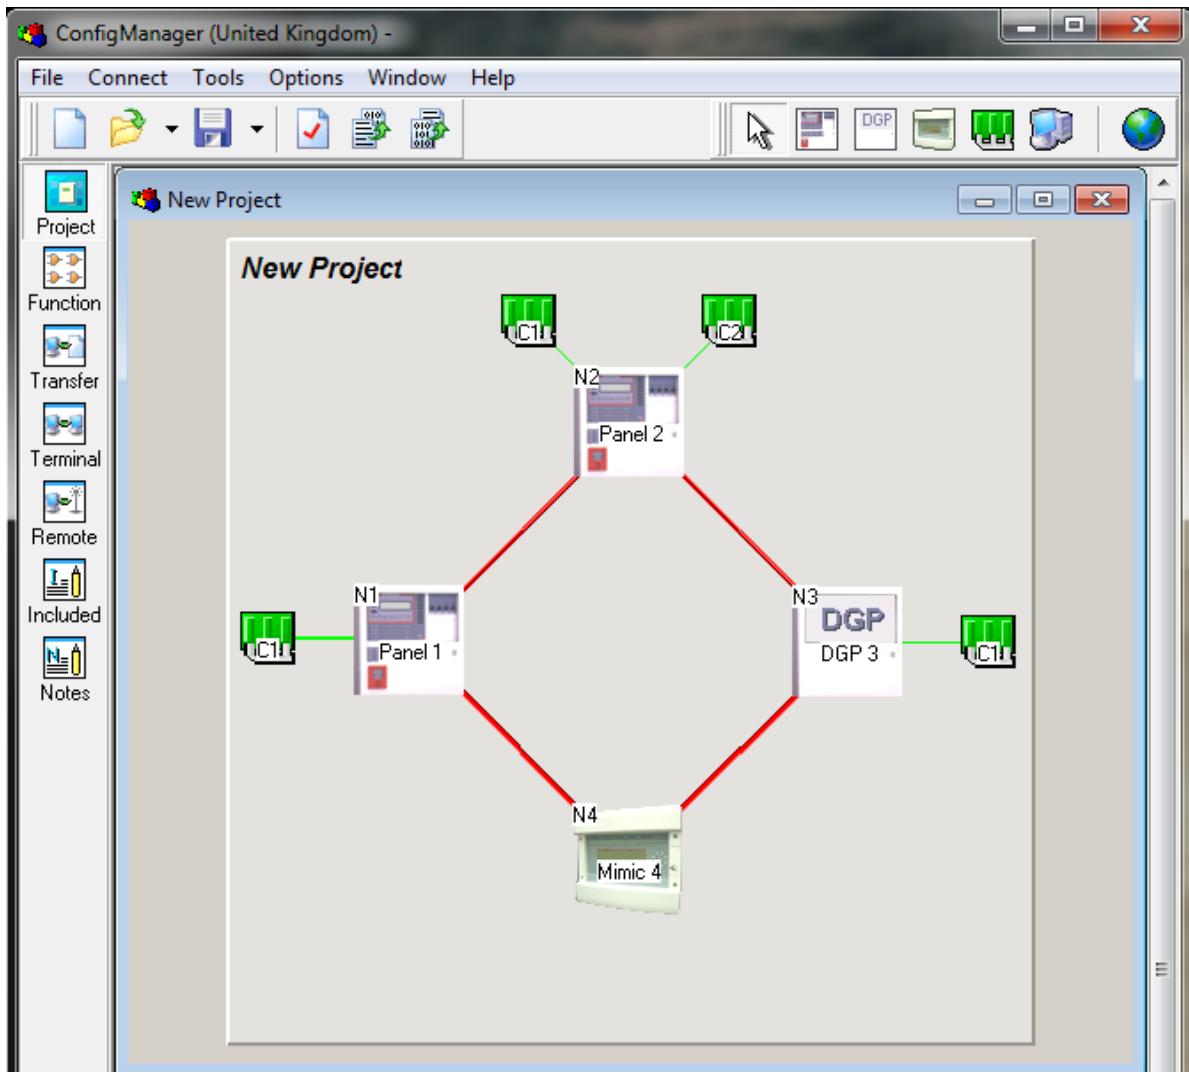 ConfigManager (United Kingdom) -
File Connect Tools Options Window Help
DGP
Project
Function
Transfer
Terminal
Remote
Included
Notes
New Project
New Project
C1
C2
N2
Panel 2
N1
C1
Panel 1
N3
DGP
DGP 3
C1
N4
Mimic 4